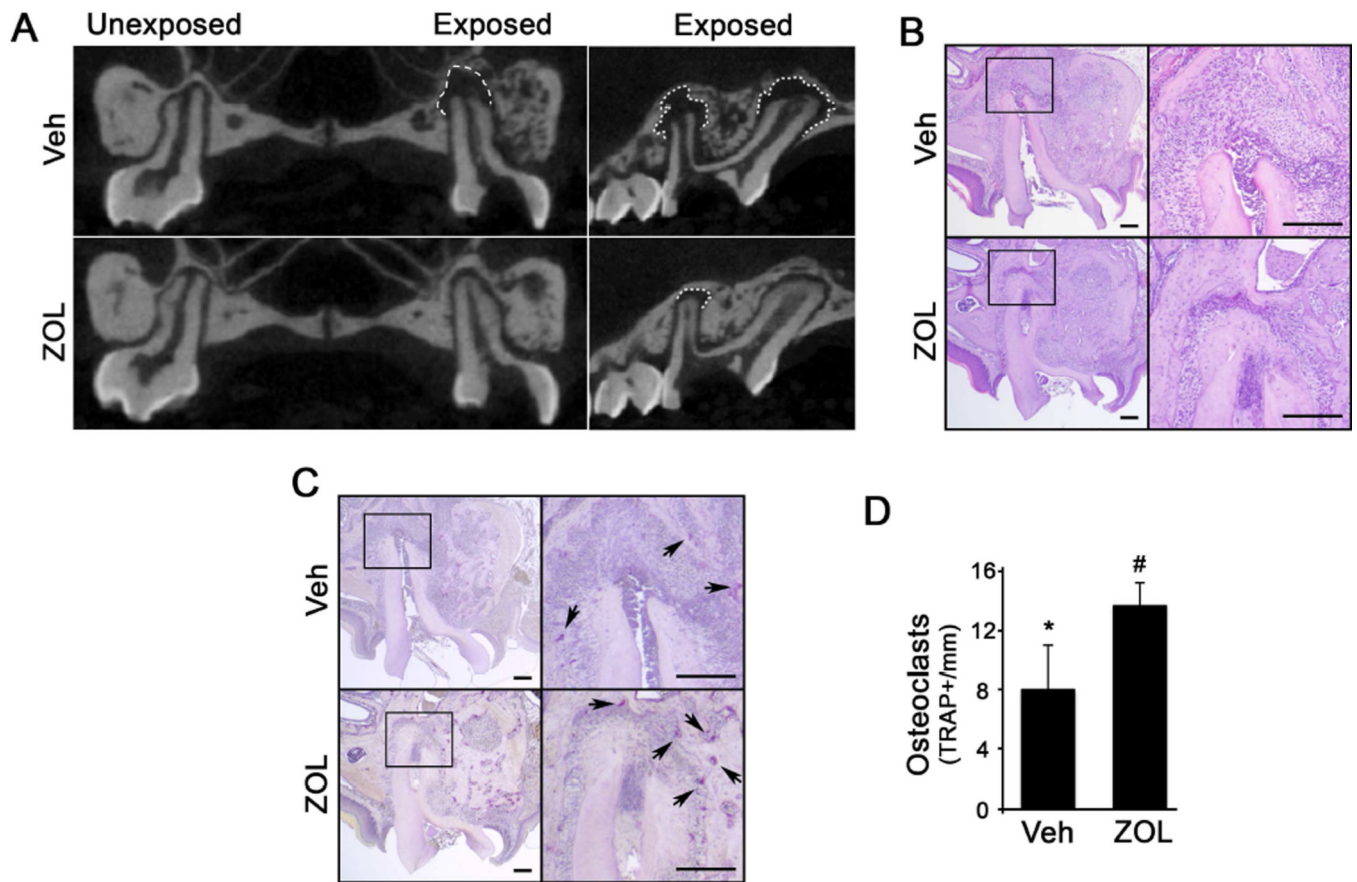 A
Unexposed
Exposed
Exposed
Veh
ZOL
B
Veh
ZOL
C
Veh
ZOL
D
Osteoclasts
(TRAP+/mm)
16
12
8
4
0
*
#
Veh
ZOL